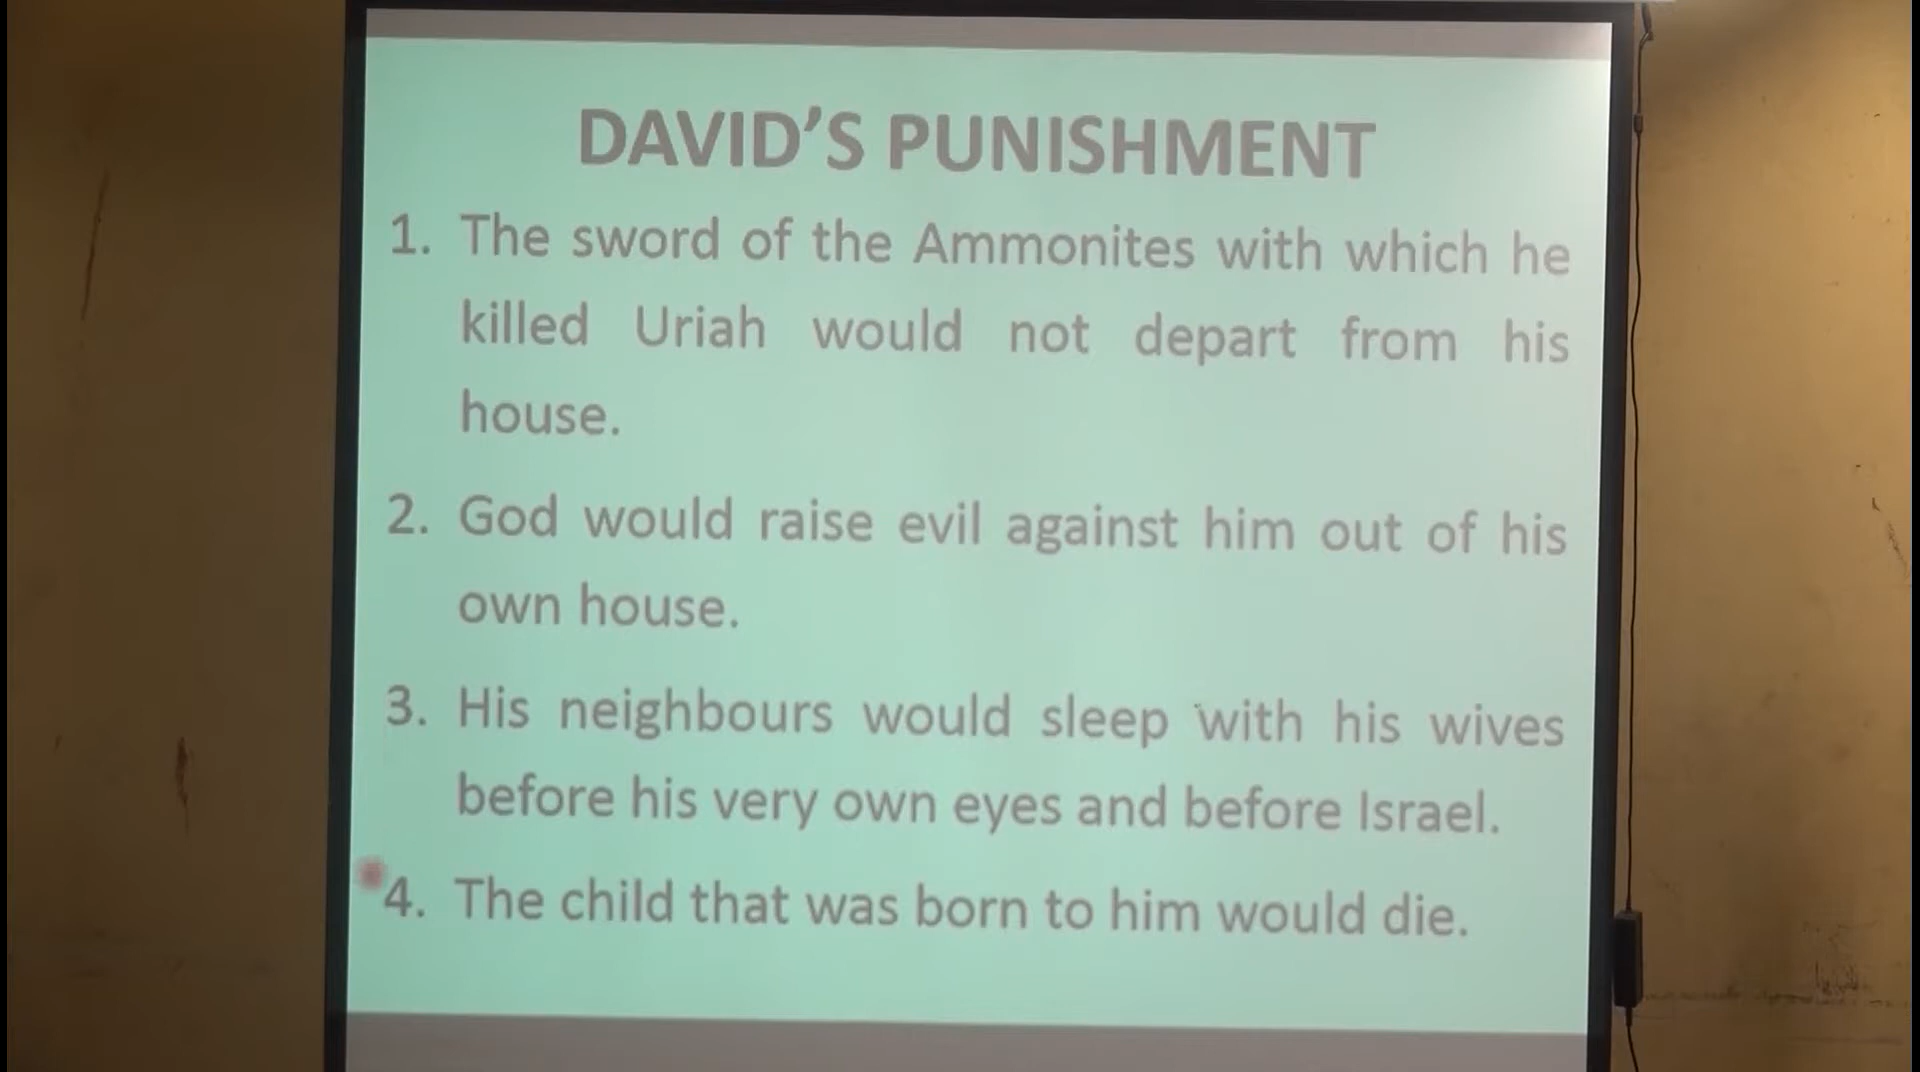 DAVID'S PUNISHMENT
1. The sword of the Ammonites with which he
killed Uriah would not depart from his
house.
2. God would raise evil against him out of his
own house.
3. His neighbours would sleep with his wives
before his very own eyes and before Israel.
4. The child that was born to him would die.